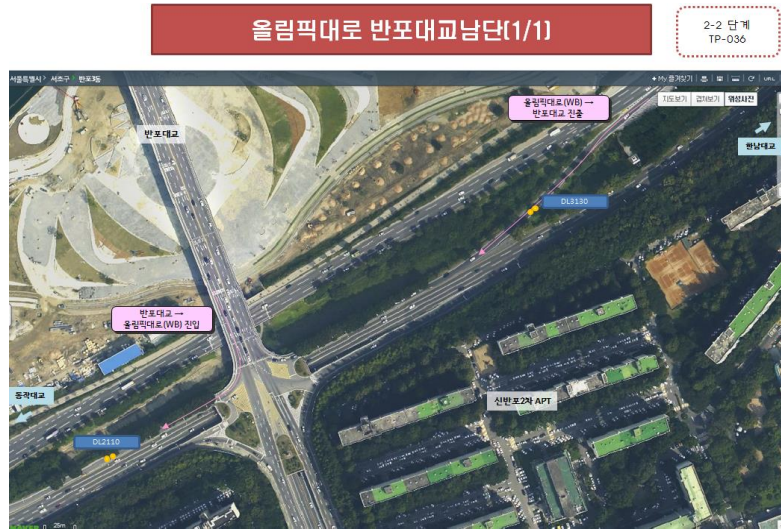 올림픽대로 반포대교남단(1/1)
2-2 단계
TP-036
서울특별시 > 서초구 > 반포3동
+ My 즐겨찾기
URL
지도보기 겹쳐보기 위성사진
올림픽대로(WB) →
반포대교 진출
반포대교
한남대교
DL3130
반포대교 →
올림픽대로(WB) 진입
동작대교
신반포2차 APT
DL2110
25m